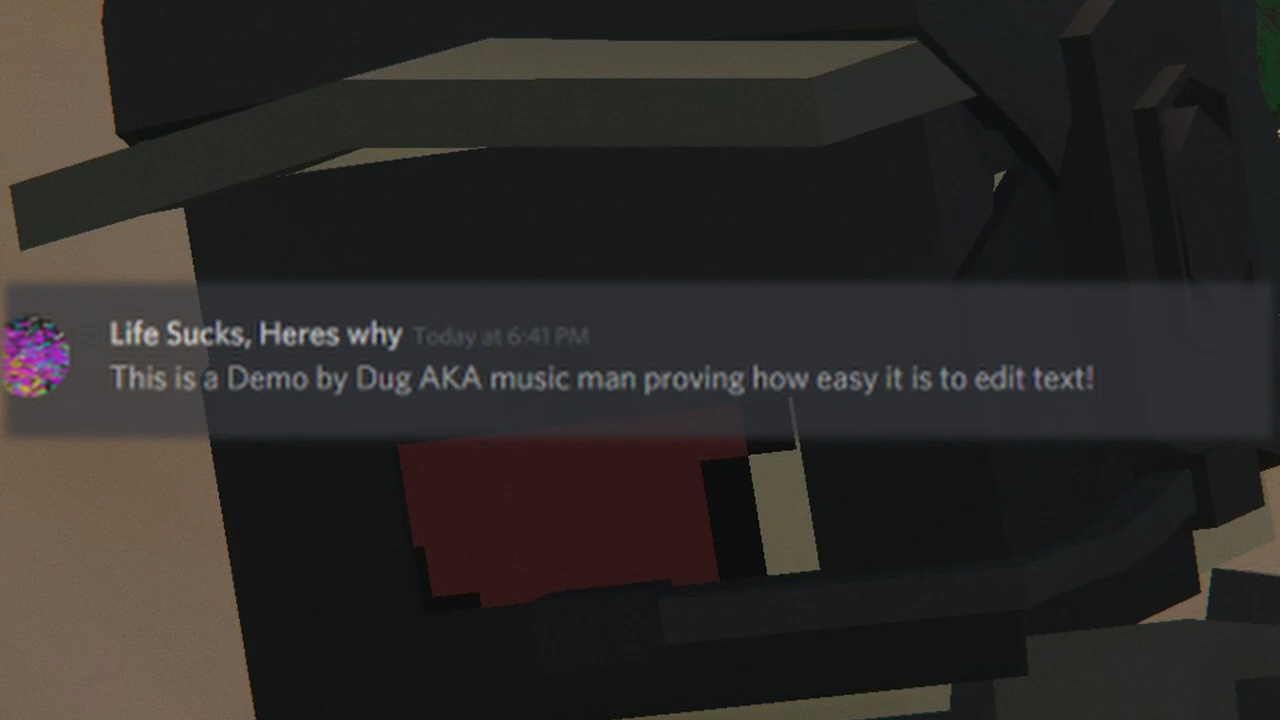 Life Sucks, Heres why Today at 6:41 PM
This is a Demo by Dug AKA music man proving how easy it is to edit text!